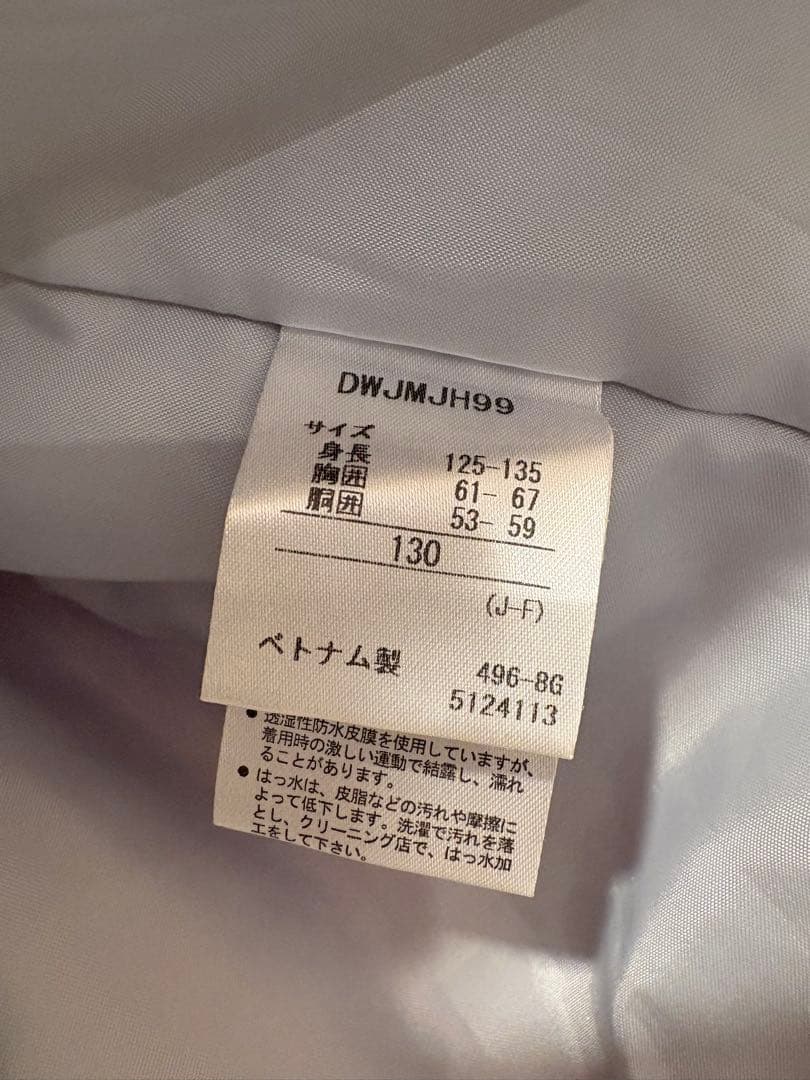 DWJMJH99
サイズ
身長 125-135
胸囲 61- 67
胴囲 53- 59
130
(J-F)
ベトナム製 496-8G
5124113
●透湿性防水皮膜を使用していますが、
着用時の激しい運動で結露し、濡れ
ることがあります。
●はっ水は、皮脂などの汚れや摩擦に
よって低下します。洗濯で汚れを落
とし、クリーニング店で、はっ水加
工をして下さい。